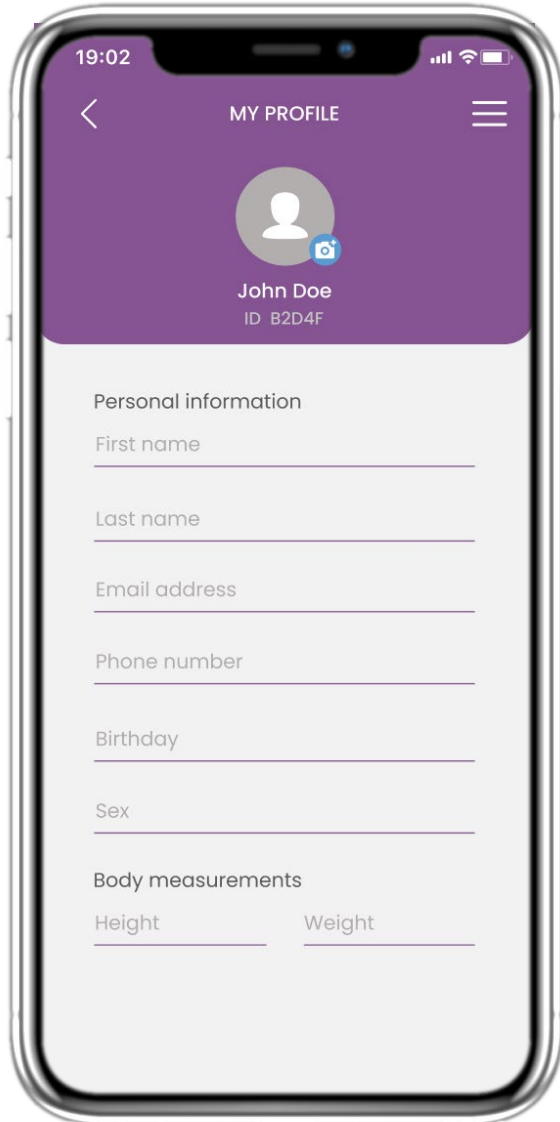 19:02
MY PROFILE
John Doe
ID B2D4F
Personal information
First name
Last name
Email address
Phone number
Birthday
Sex
Body measurements
Height Weight